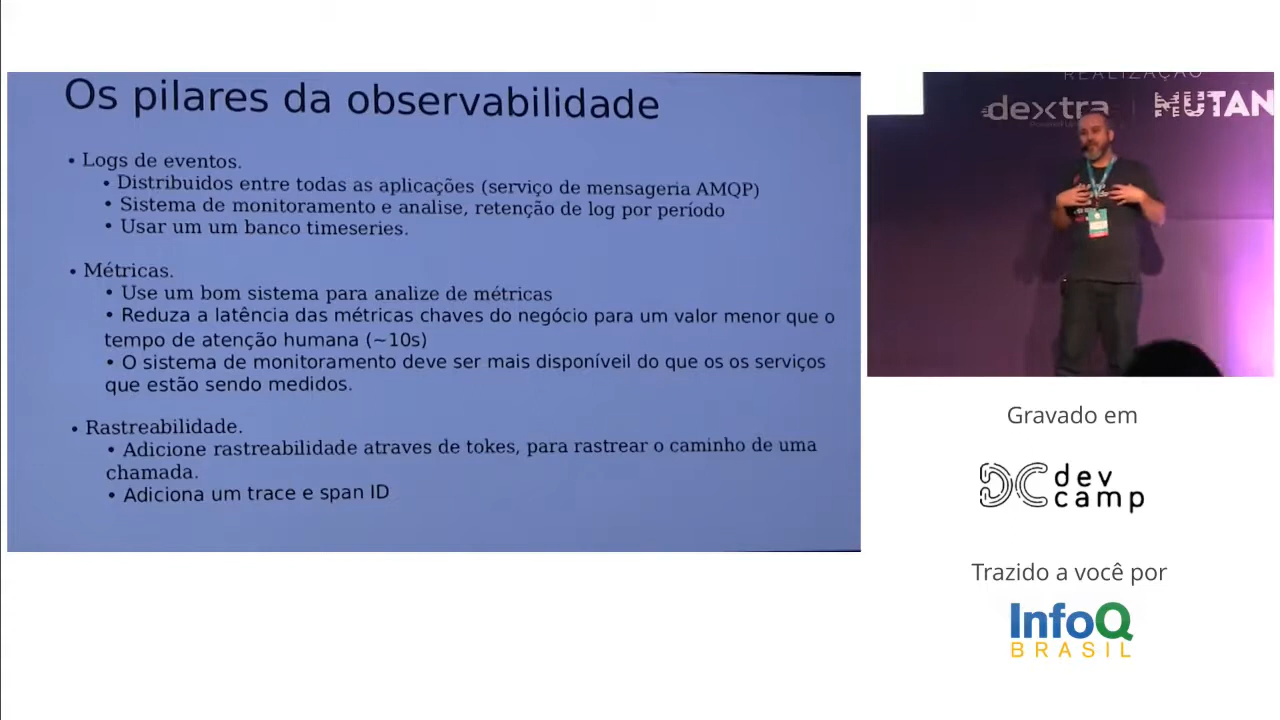 Os pilares da observabilidade
• Logs de eventos.
• Distribuidos entre todas as aplicações (serviço de mensageria AMQP)
• Sistema de monitoramento e analise, retenção de log por período
• Usar um um banco timeseries.
• Métricas.
• Use um bom sistema para analize de métricas
• Reduza a latência das métricas chaves do negócio para um valor menor que o
tempo de atenção humana (~10s)
• O sistema de monitoramento deve ser mais disponíveil do que os os serviços
que estão sendo medidos.
• Rastreabilidade.
• Adicione rastreabilidade atraves de tokes, para rastrear o caminho de uma
chamada.
• Adiciona um trace e span ID
REALIZAÇÃO
dextra
MUTAN
Gravado em
DC dev
camp
Trazido a você por
InfoQ
BRASIL